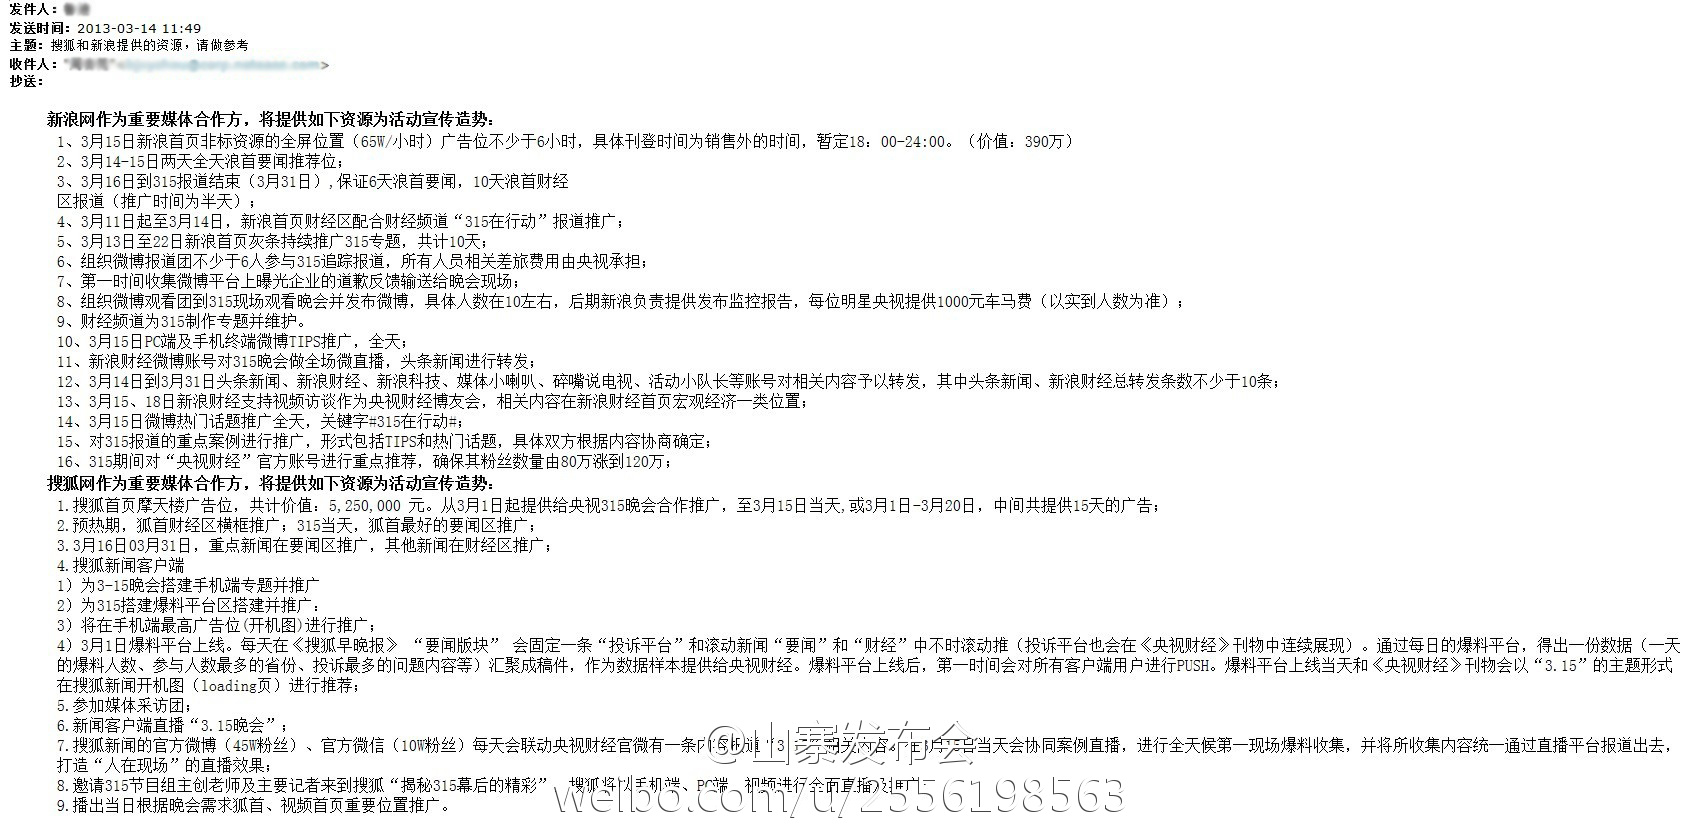 发件人:
发送时间: 2013-03-14 11:49
主题: 搜狐和新浪提供的资源，请做参考
收件人:
抄送:
新浪网作为重要媒体合作方，将提供如下资源为活动宣传造势：
1、3月15日新浪首页非标资源的全屏位置（65W/小时）广告位不少于6小时，具体刊登时间为销售外的时间，暂定18：00-24:00。（价值：390万）
2、3月14-15日两天全天浪首要闻推荐位；
3、3月16日到315报道结束（3月31日）,保证6天浪首要闻，10天浪首财经
区报道（推广时间为半天）；
4、3月11日起至3月14日，新浪首页财经区配合财经频道“315在行动”报道推广；
5、3月13日至22日新浪首页灰条持续推广315专题，共计10天；
6、组织微博报道团不少于6人参与315追踪报道，所有人员相关差旅费用由央视承担；
7、第一时间收集微博平台上曝光企业的道歉反馈输送给晚会现场；
8、组织微博观看团到315现场观看晚会并发布微博，具体人数在10左右，后期新浪负责提供发布监控报告，每位明星央视提供1000元车马费（以实到人数为准）；
9、财经频道为315制作专题并维护。
10、3月15日PC端及手机终端微博TIPS推广，全天；
11、新浪财经微博账号对315晚会做全场微直播，头条新闻进行转发；
12、3月14日到3月31日头条新闻、新浪财经、新浪科技、媒体小喇叭、碎嘴说电视、活动小队长等账号对相关内容予以转发，其中头条新闻、新浪财经总转发条数不少于10条；
13、3月15、18日新浪财经支持视频访谈作为央视财经博友会，相关内容在新浪财经首页宏观经济一类位置；
14、3月15日微博热门话题推广全天，关键字#315在行动#；
15、对315报道的重点案例进行推广，形式包括TIPS和热门话题，具体双方根据内容协商确定；
16、315期间对“央视财经”官方账号进行重点推荐，确保其粉丝数量由80万涨到120万；
搜狐网作为重要媒体合作方，将提供如下资源为活动宣传造势：
1.搜狐首页摩天楼广告位，共计价值：5,250,000 元。从3月1日起提供给央视315晚会合作推广，至3月15日当天,或3月1日-3月20日，中间共提供15天的广告；
2.预热期，狐首财经区横框推广；315当天，狐首最好的要闻区推广；
3.3月16日03月31日，重点新闻在要闻区推广，其他新闻在财经区推广；
4.搜狐新闻客户端
1）为3-15晚会搭建手机端专题并推广
2）为315搭建爆料平台区搭建并推广：
3）将在手机端最高广告位(开机图)进行推广；
4）3月1日爆料平台上线。每天在《搜狐早晚报》 “要闻版块” 会固定一条“投诉平台”和滚动新闻“要闻”和“财经”中不时滚动推（投诉平台也会在《央视财经》刊物中连续展现）。通过每日的爆料平台，得出一份数据（一天
的爆料人数、参与人数最多的省份、投诉最多的问题内容等）汇聚成稿件，作为数据样本提供给央视财经。爆料平台上线后，第一时间会对所有客户端用户进行PUSH。爆料平台上线当天和《央视财经》刊物会以“3.15”的主题形式
在搜狐新闻开机图（loading页）进行推荐；
5.参加媒体采访团；
6.新闻客户端直播“3.15晚会”；
7.搜狐新闻的官方微博（45W粉丝）、官方微信（10W粉丝）每天会联动央视财经官微有一条内容报道“3 当天会协同案例直播，进行全天候第一现场爆料收集，并将所收集内容统一通过直播平台报道出去，
打造“人在现场”的直播效果；
8.邀请315节目组主创老师及主要记者来到搜狐“揭秘315幕后的精彩”，搜狐将以手机端、PC端、视频进行全面直播及推广
9.播出当日根据晚会需求狐首、视频首页重要位置推广。
@山寨发布会
weibo.com/u/2556198563